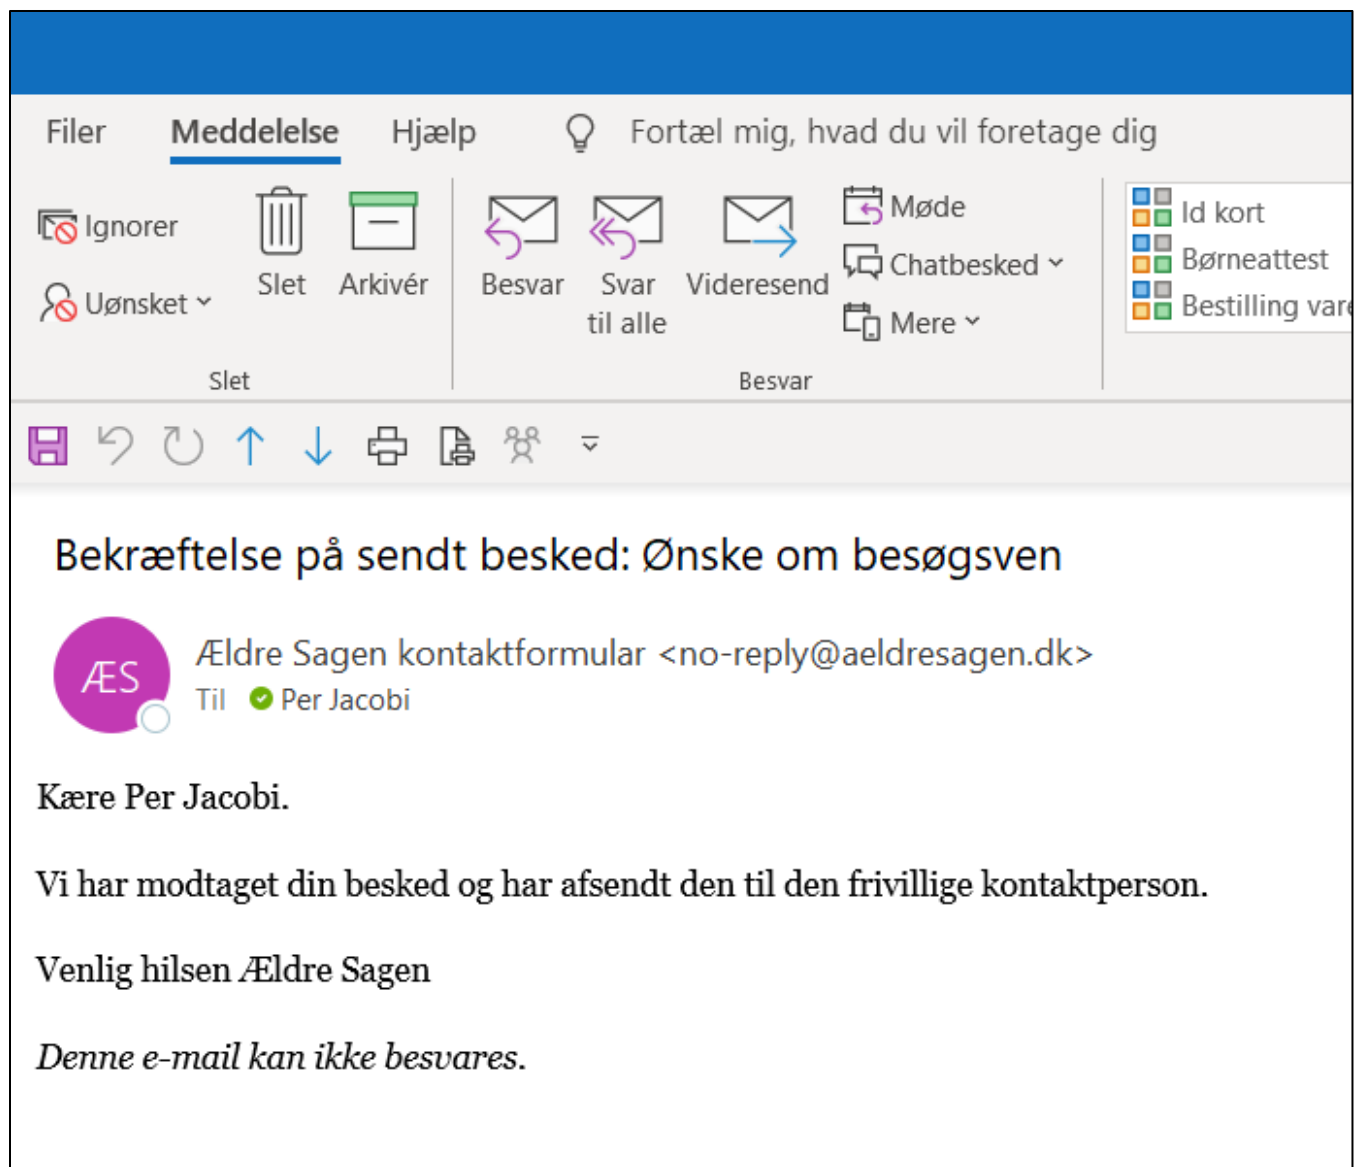 Filer Meddelelse Hjælp Fortæl mig, hvad du vil foretage dig
Ignorer
Uønsket
Slet
Arkivér
Slet
Besvar
Svar
til alle
Videresend
Møde
Chatbesked
Mere
Besvar
Id kort
Børneattest
Bestilling vare
Bekræftelse på sendt besked: Ønske om besøgsven
ÆS
Ældre Sagen kontaktformular <no-reply@aeldresagen.dk>
Til Per Jacobi
Kære Per Jacobi.
Vi har modtaget din besked og har afsendt den til den frivillige kontaktperson.
Venlig hilsen Ældre Sagen
Denne e-mail kan ikke besvares.